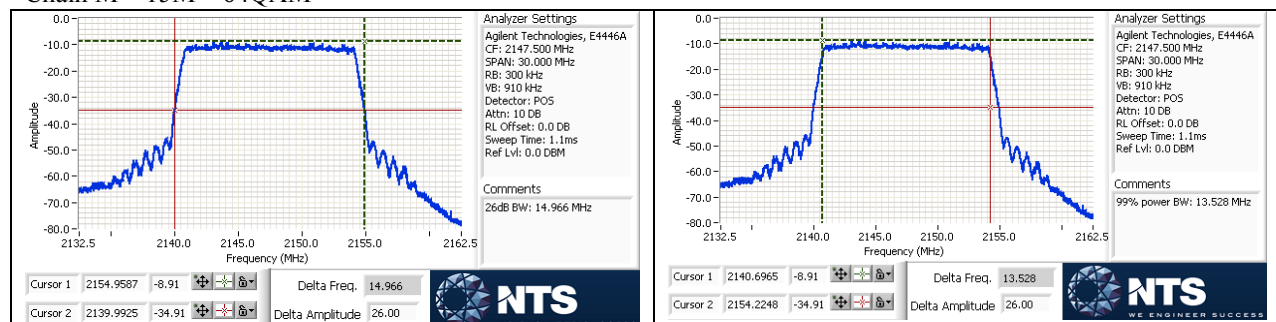 Chain M – 15M – 64QAM
0.0
-10.0
-20.0
-30.0
-40.0
-50.0
-60.0
-70.0
-80.0
Amplitude
2132.5
2140.0
2145.0
2150.0
2155.0
2162.5
Frequency (MHz)
Analyzer Settings
Agilent Technologies, E4446A
CF: 2147.500 MHz
SPAN: 30.000 MHz
RB: 300 kHz
VB: 910 kHz
Detector: POS
Attn: 10 DB
RL Offset: 0.0 DB
Sweep Time: 1.1ms
Ref Lvl: 0.0 DBM
Comments
26dB BW: 14.966 MHz
Cursor 1 2154.9587 -8.91
Cursor 2 2139.9925 -34.91
Delta Freq. 14.966
Delta Amplitude 26.00
NTS
0.0
-10.0
-20.0
-30.0
-40.0
-50.0
-60.0
-70.0
-80.0
Amplitude
2132.5
2140.0
2145.0
2150.0
2155.0
2162.5
Frequency (MHz)
Analyzer Settings
Agilent Technologies, E4446A
CF: 2147.500 MHz
SPAN: 30.000 MHz
RB: 300 kHz
VB: 910 kHz
Detector: POS
Attn: 10 DB
RL Offset: 0.0 DB
Sweep Time: 1.1ms
Ref Lvl: 0.0 DBM
Comments
99% power BW: 13.528 MHz
Cursor 1 2140.6965 -8.91
Cursor 2 2154.2248 -34.91
Delta Freq. 13.528
Delta Amplitude 26.00
NTS
WE ENGINEER SUCCESS